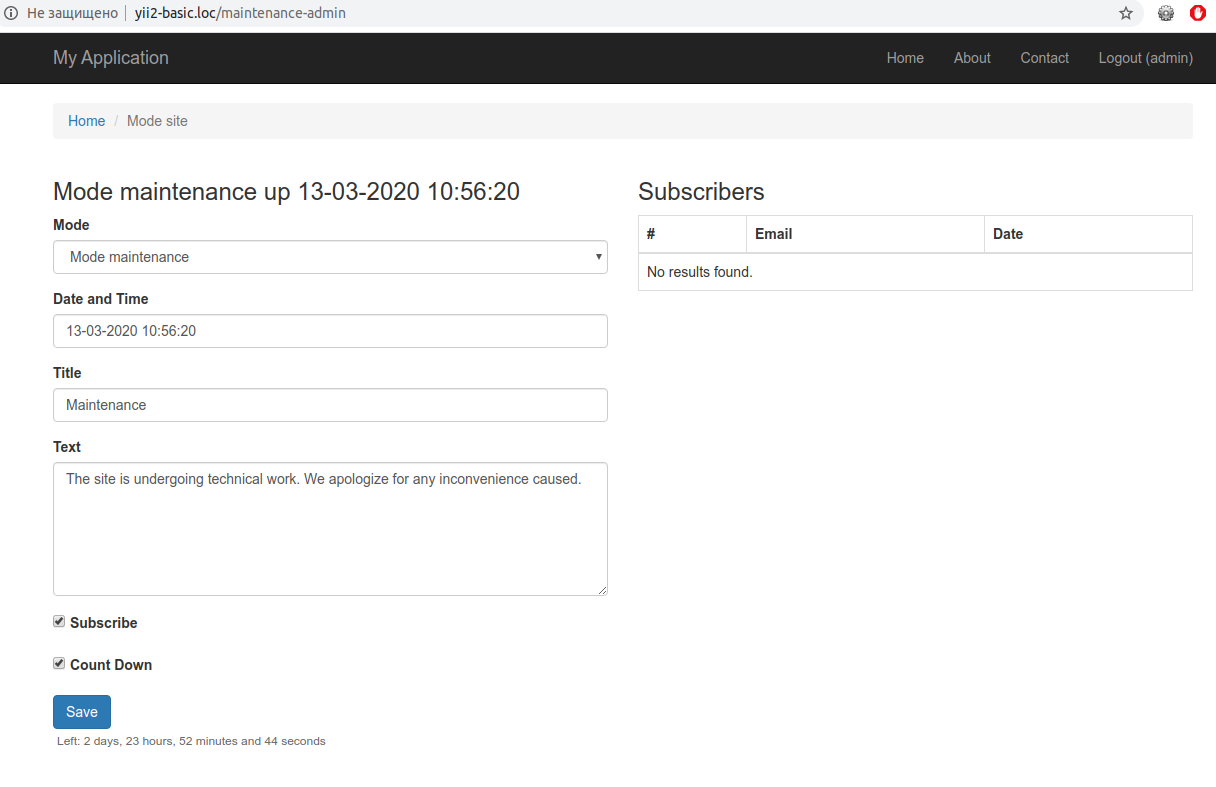 Не защищено yii2-basic.loc/maintenance-admin
My Application Home About Contact Logout (admin)
Home / Mode site
Mode maintenance up 13-03-2020 10:56:20
Mode
Mode maintenance
Date and Time
13-03-2020 10:56:20
Title
Maintenance
Text
The site is undergoing technical work. We apologize for any inconvenience caused.
Subscribe
Count Down
Save
Left: 2 days, 23 hours, 52 minutes and 44 seconds
Subscribers
# Email Date
No results found.